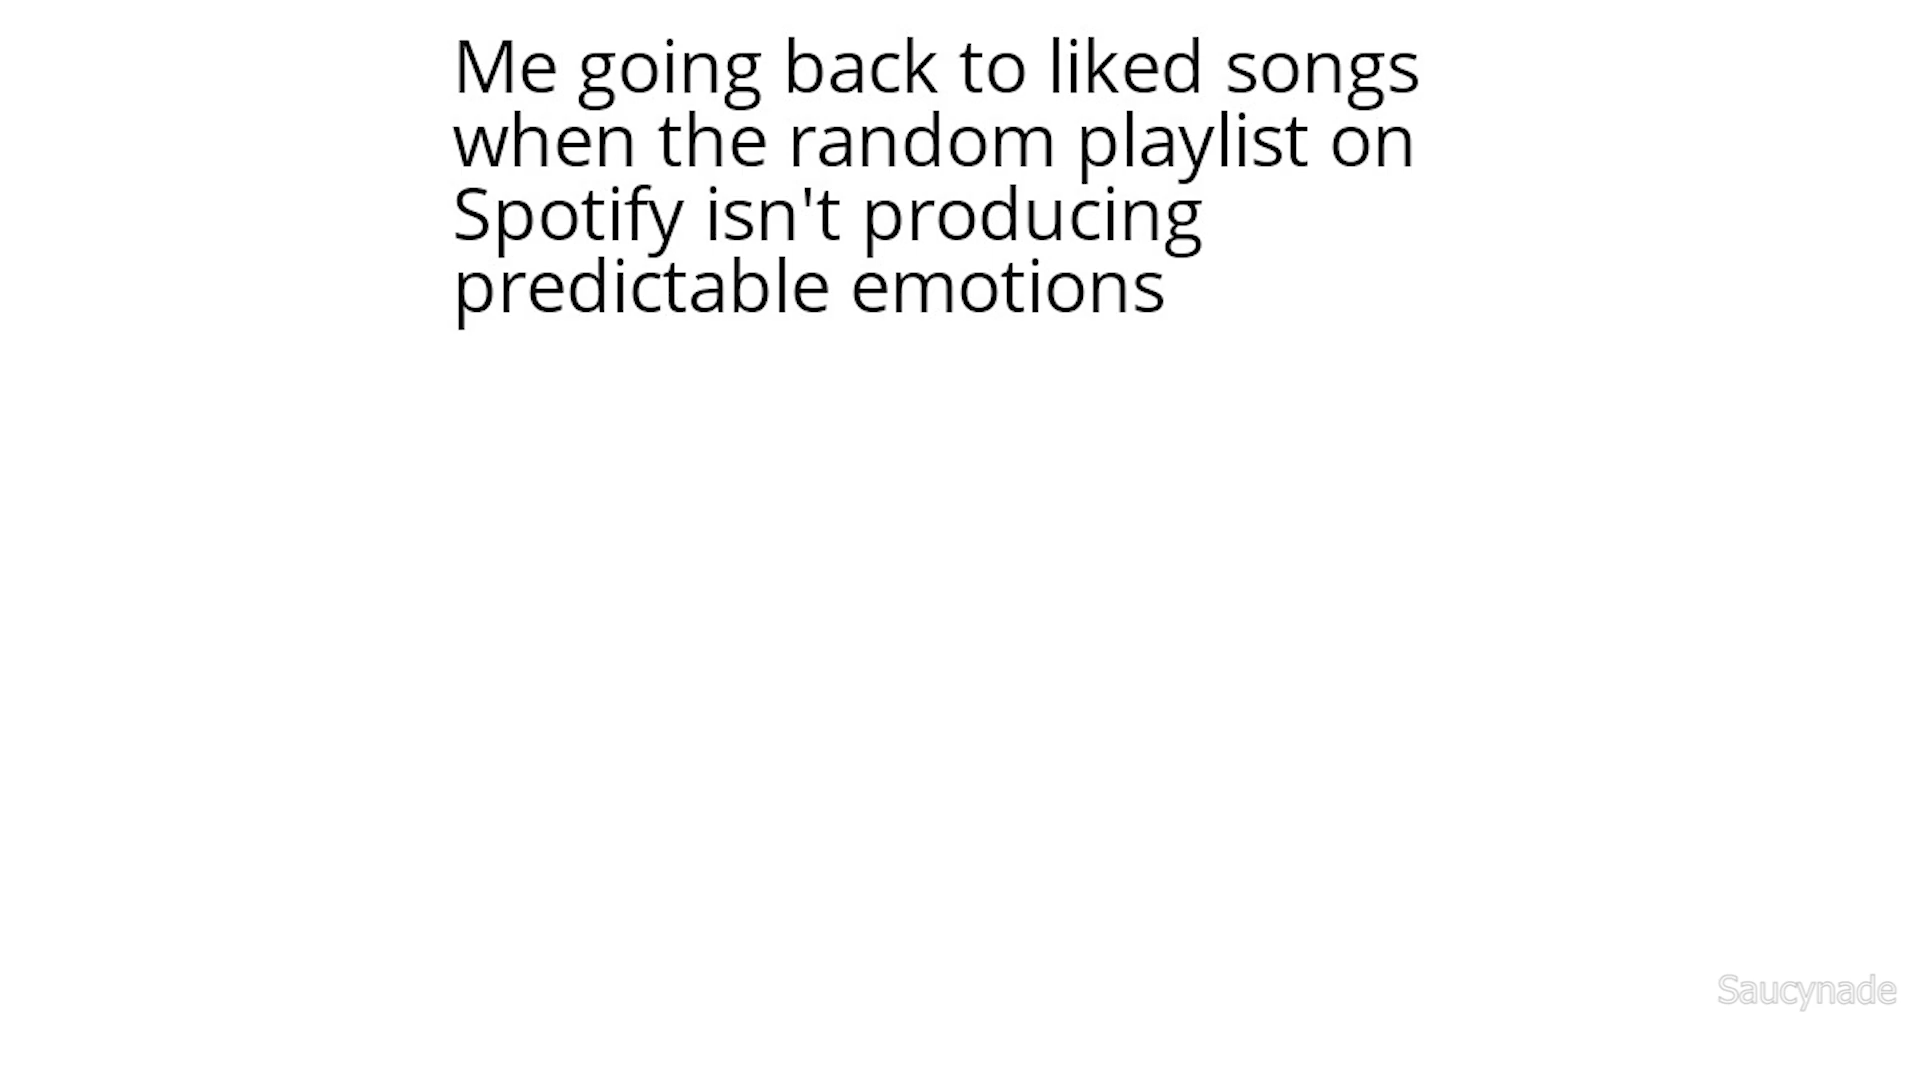 Me going back to liked songs
when the random playlist on
Spotify isn't producing
predictable emotions
Saucynade